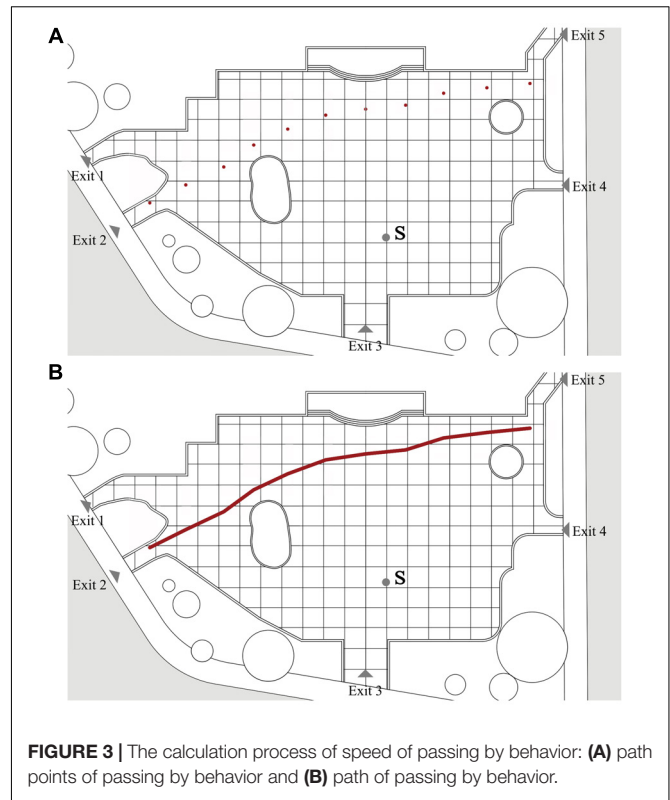 A
Exit 5
Exit 1
Exit 4
Exit 2
S
Exit 3
B
Exit 5
Exit 1
Exit 4
Exit 2
S
Exit 3
FIGURE 3 | The calculation process of speed of passing by behavior: (A) path
points of passing by behavior and (B) path of passing by behavior.